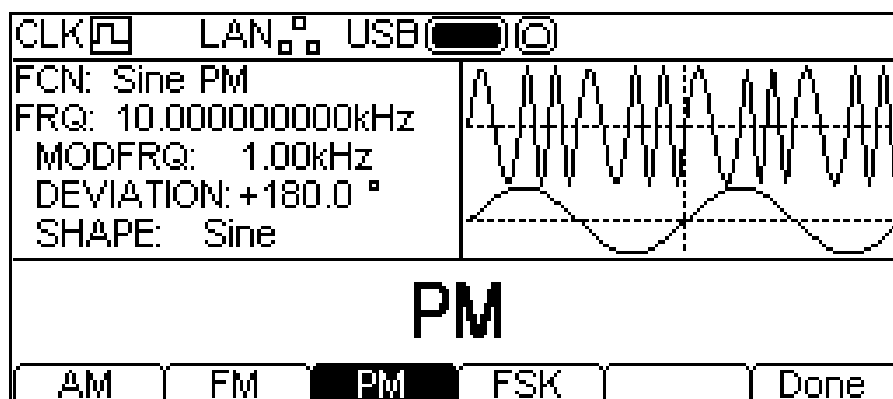 CLK LAN USB
FCN: Sine PM
FRQ: 10.000000000kHz
MODFRQ: 1.00kHz
DEVIATION: +180.0 °
SHAPE: Sine
PM
AM FM PM FSK Done